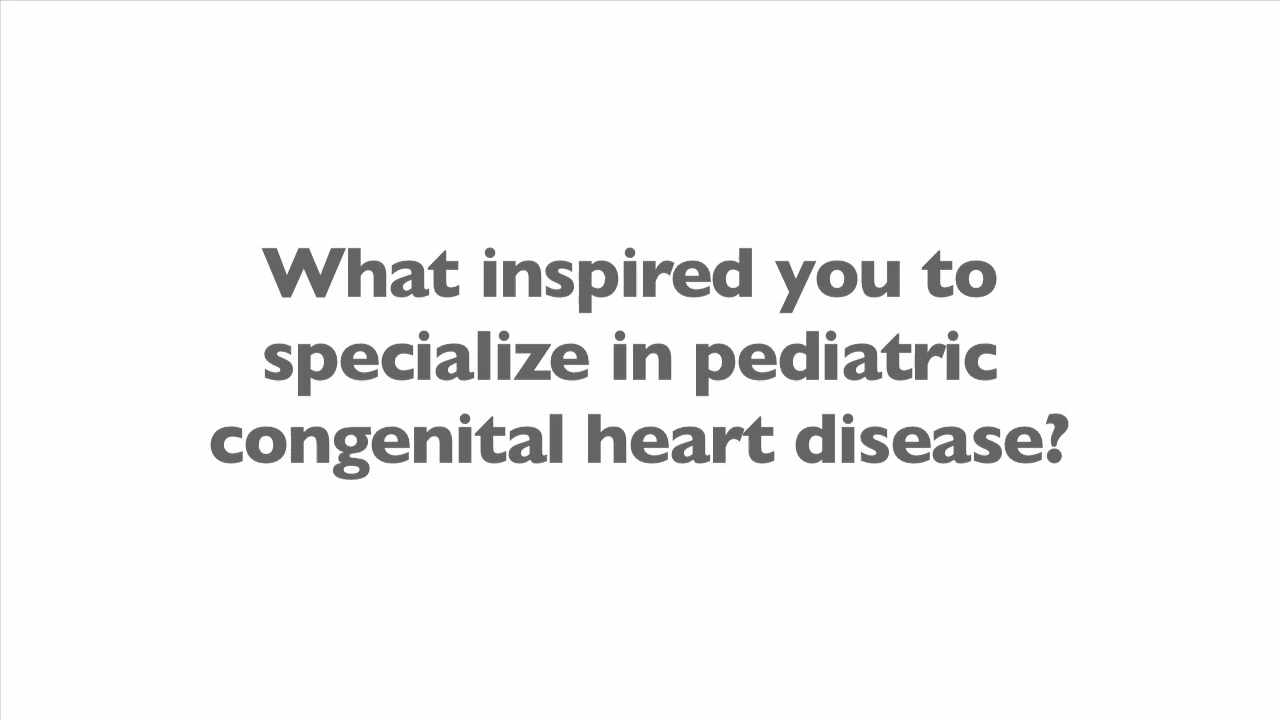 What inspired you to
specialize in pediatric
congenital heart disease?